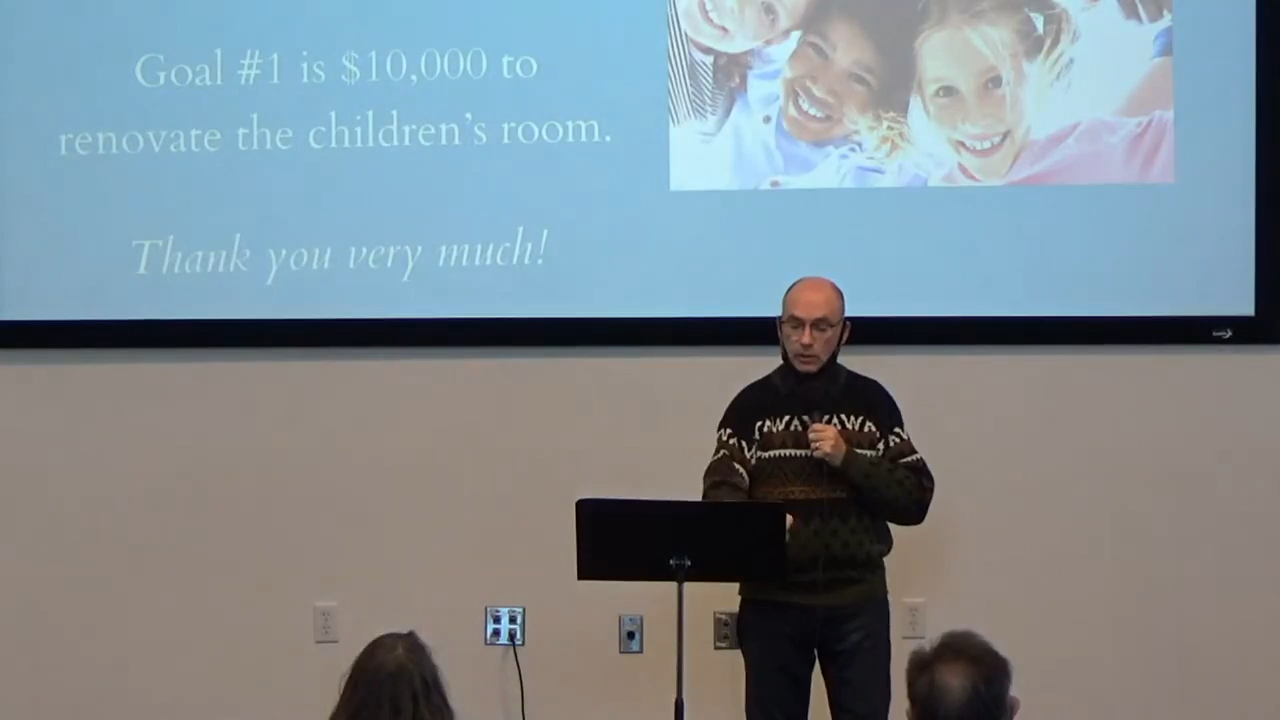 Goal #1 is $10,000 to
renovate the children's room.
Thank you very much!